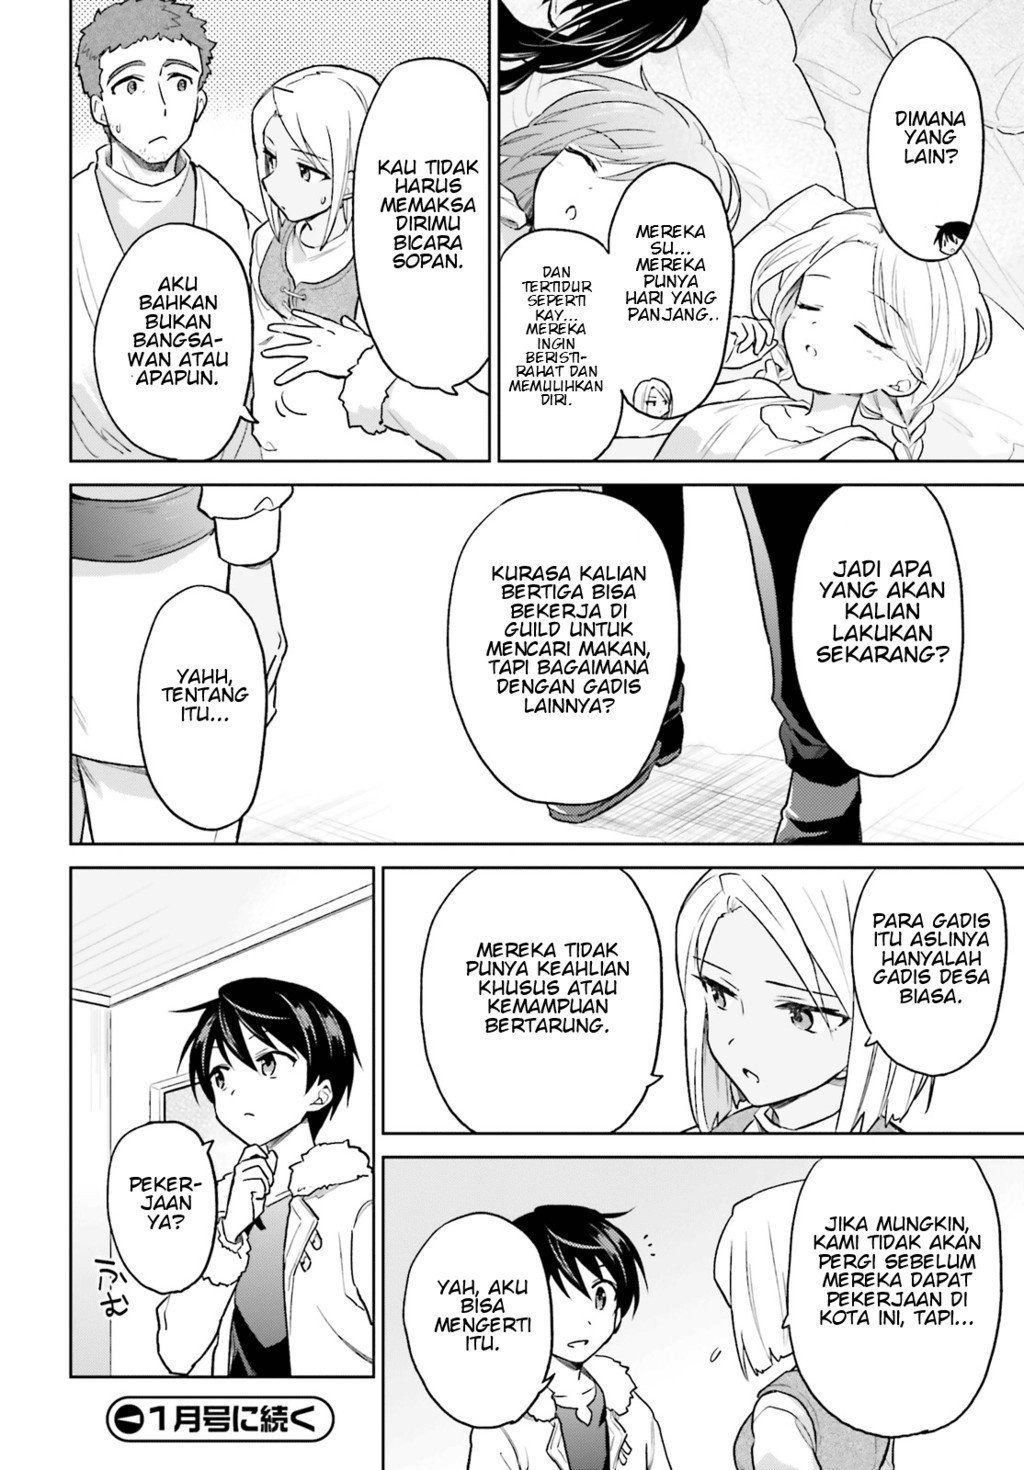 DIMANA
YANG
LAIN?
MEREKA
SU...
MEREKA
PUNYA
HARI YANG
PANJANG..
DAN
TERTIDUR
SEPERTI
KAY...
MEREKA
INGIN
BERISTI-
RAHAT DAN
MEMULIHKAN
DIRI.
KAU TIDAK
HARUS
MEMAKSA
DIRIMU
BICARA
SOPAN.
AKU
BAHKAN
BUKAN
BANGSA-
WAN ATAU
APAPUN.
JADI APA
YANG AKAN
KALIAN
LAKUKAN
SEKARANG?
KURASA KALIAN
BERTIGA BISA
BEKERJA DI
GUILD UNTUK
MENCARI MAKAN,
TAPI BAGAIMANA
DENGAN GADIS
LAINNYA?
YAHH,
TENTANG
ITU...
PARA GADIS
ITU ASLINYA
HANYALAH
GADIS DESA
BIASA.
MEREKA TIDAK
PUNYA KEAHLIAN
KHUSUS ATAU
KEMAMPUAN
BERTARUNG.
JIKA MUNGKIN,
KAMI TIDAK AKAN
PERGI SEBELUM
MEREKA DAPAT
PEKERJAAN DI
KOTA INI, TAPI...
YAH, AKU
BISA
MENGERTI
ITU.
PEKER-
JAAN
YA?
ふむ
1月号に続く